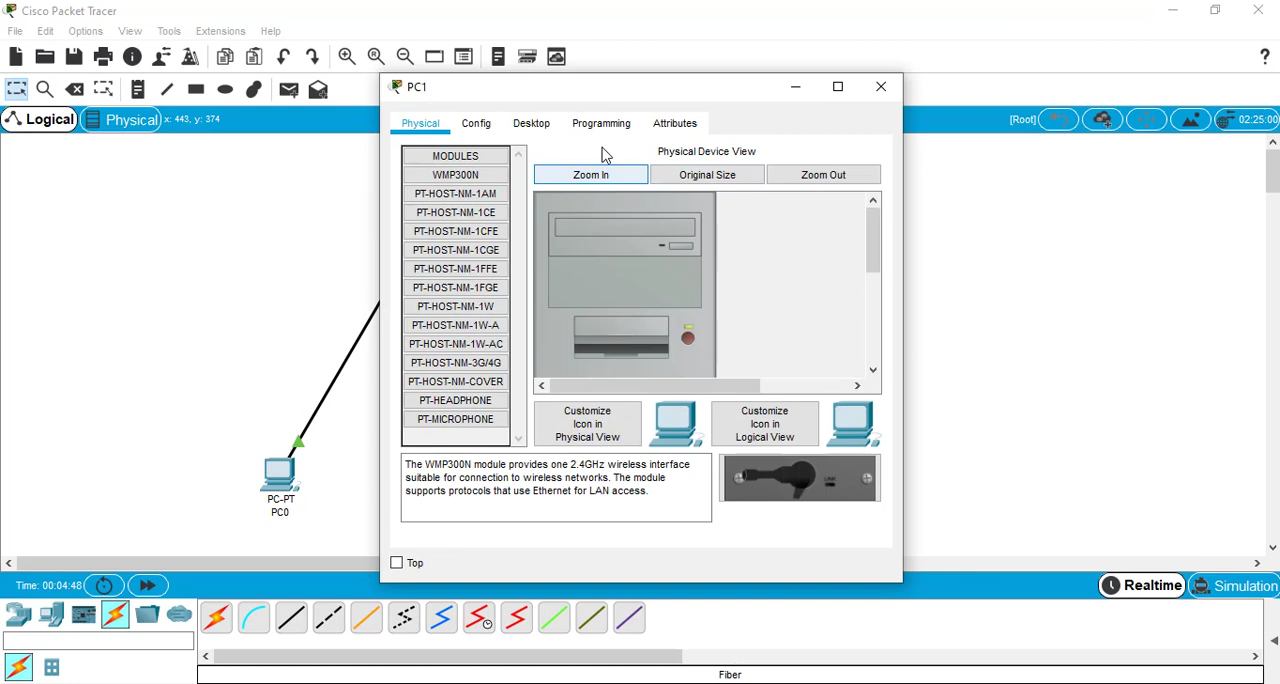 Cisco Packet Tracer
File Edit Options View Tools Extensions Help
Logical Physical x: 443, y: 374 [Root] 02:25:00
PC1
Physical Config Desktop Programming Attributes
MODULES
WMP300N
PT-HOST-NM-1AM
PT-HOST-NM-1CE
PT-HOST-NM-1CFE
PT-HOST-NM-1CGE
PT-HOST-NM-1FFE
PT-HOST-NM-1FGE
PT-HOST-NM-1W
PT-HOST-NM-1W-A
PT-HOST-NM-1W-AC
PT-HOST-NM-3G/4G
PT-HOST-NM-COVER
PT-HEADPHONE
PT-MICROPHONE
Physical Device View
Zoom In Original Size Zoom Out
Customize
Icon in
Physical View
Customize
Icon in
Logical View
The WMP300N module provides one 2.4GHz wireless interface
suitable for connection to wireless networks. The module
supports protocols that use Ethernet for LAN access.
LINK
Top
PC-PT
PC0
Time: 00:04:48
Realtime Simulation
Fiber